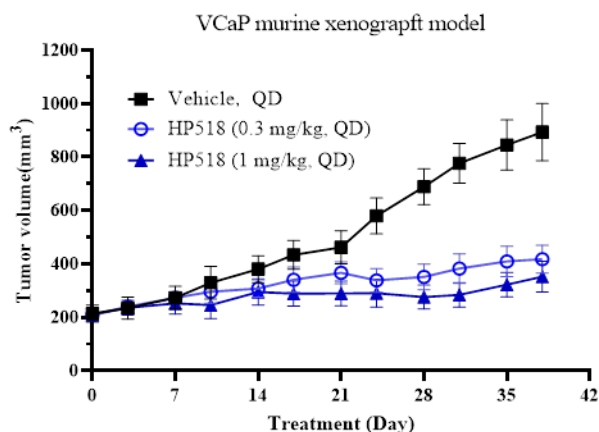 VCaP murine xenograpft model
1200
1000
800
600
400
200
0
Tumor volume(mm³)
Vehicle, QD
HP518 (0.3 mg/kg, QD)
HP518 (1 mg/kg, QD)
0 7 14 21 28 35 42
Treatment (Day)